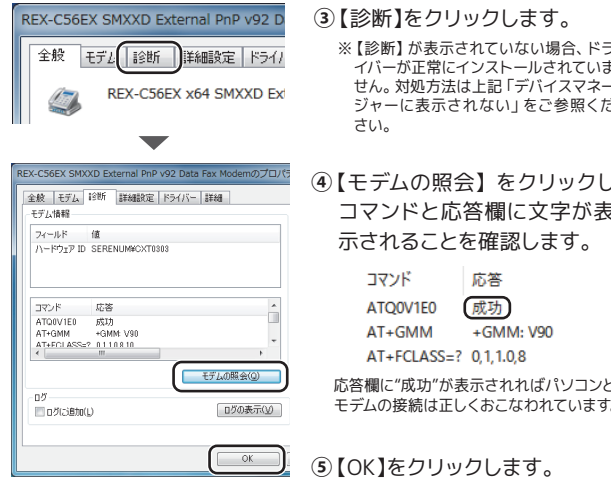 REX-C56EX SMXXD External PnP v92 D
全般 モデム 診断 詳細設定 ドライ
REX-C56EX x64 SMXXD Ext
③【診断】をクリックします。
※【診断】が表示されていない場合、ドラ
イバーが正常にインストールされていま
せん。対処方法は上記「デバイスマネー
ジャーに表示されない」をご参照くだ
さい。
REX-C56EX SMXXD External PnP v92 Data Fax Modemのプロパテ
全般 モデム 診断 詳細設定 ドライバー 詳細
モデム情報
フィールド 値
ハードウェア ID SERENUM¥CXT0303
コマンド 応答
ATQ0V1E0 成功
AT+GMM +GMM: V90
AT+FCLASS=? 0,1,1.0,8,10
モデムの照会(Q)
ログ
ログに追加(L) ログの表示(V)
OK
④【モデムの照会】をクリックし
コマンドと応答欄に文字が表
示されることを確認します。
コマンド 応答
ATQ0V1E0 成功
AT+GMM +GMM: V90
AT+FCLASS=? 0,1,1.0,8
応答欄に“成功”が表示されればパソコンと
モデムの接続は正しくおこなわれています
⑤【OK】をクリックします。